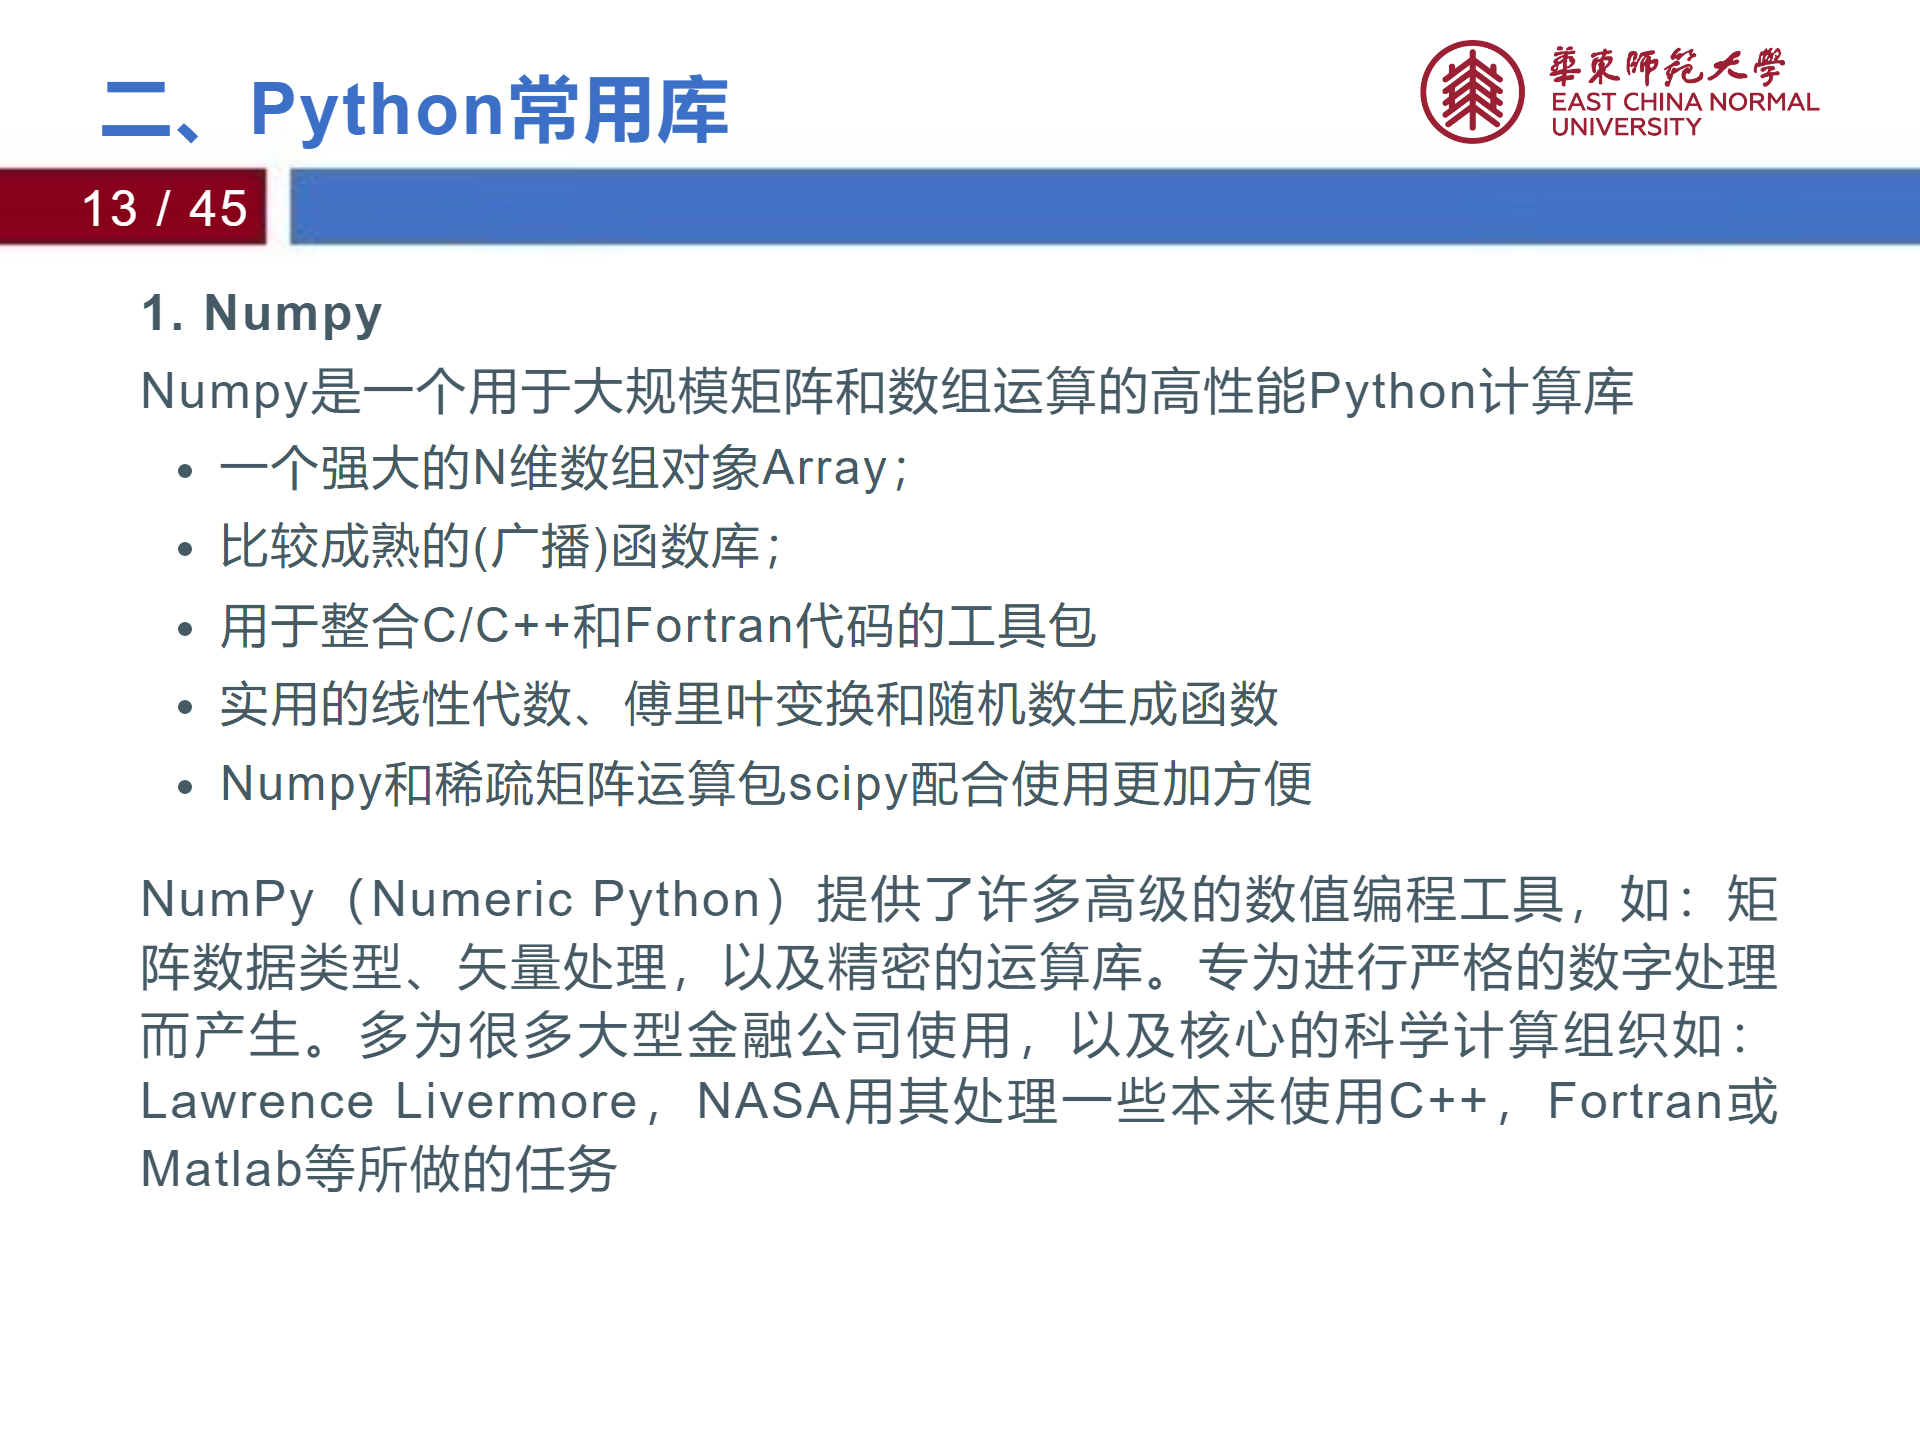 二、Python常用库
華東師範大學
EAST CHINA NORMAL
UNIVERSITY
13 / 45
1. Numpy
Numpy是一个用于大规模矩阵和数组运算的高性能Python计算库
• 一个强大的N维数组对象Array；
• 比较成熟的(广播)函数库；
• 用于整合C/C++和Fortran代码的工具包
• 实用的线性代数、傅里叶变换和随机数生成函数
• Numpy和稀疏矩阵运算包scipy配合使用更加方便
NumPy（Numeric Python）提供了许多高级的数值编程工具，如：矩
阵数据类型、矢量处理，以及精密的运算库。专为进行严格的数字处理
而产生。多为很多大型金融公司使用，以及核心的科学计算组织如：
Lawrence Livermore，NASA用其处理一些本来使用C++，Fortran或
Matlab等所做的任务